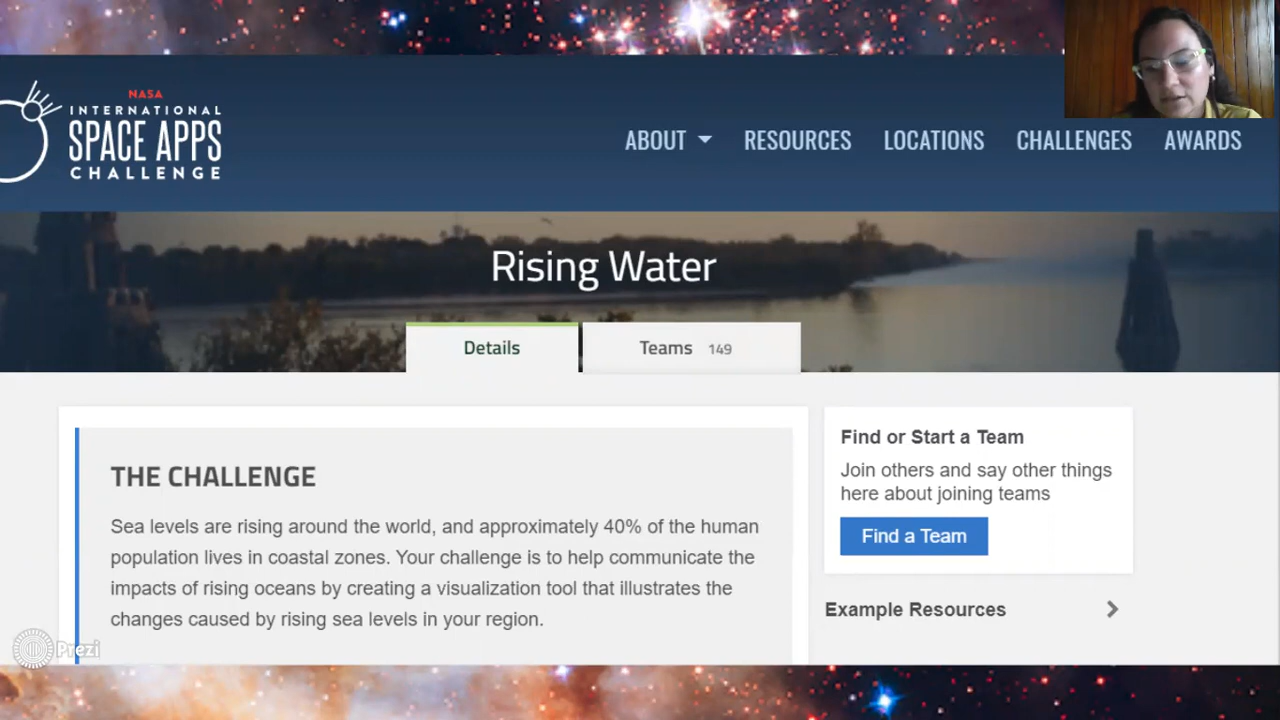 NASA
INTERNATIONAL
SPACE APPS
CHALLENGE
ABOUT
RESOURCES
LOCATIONS
CHALLENGES
AWARDS
Rising Water
Details
Teams 149
THE CHALLENGE
Sea levels are rising around the world, and approximately 40% of the human
population lives in coastal zones. Your challenge is to help communicate the
impacts of rising oceans by creating a visualization tool that illustrates the
changes caused by rising sea levels in your region.
Find or Start a Team
Join others and say other things
here about joining teams
Find a Team
Example Resources
Prezi